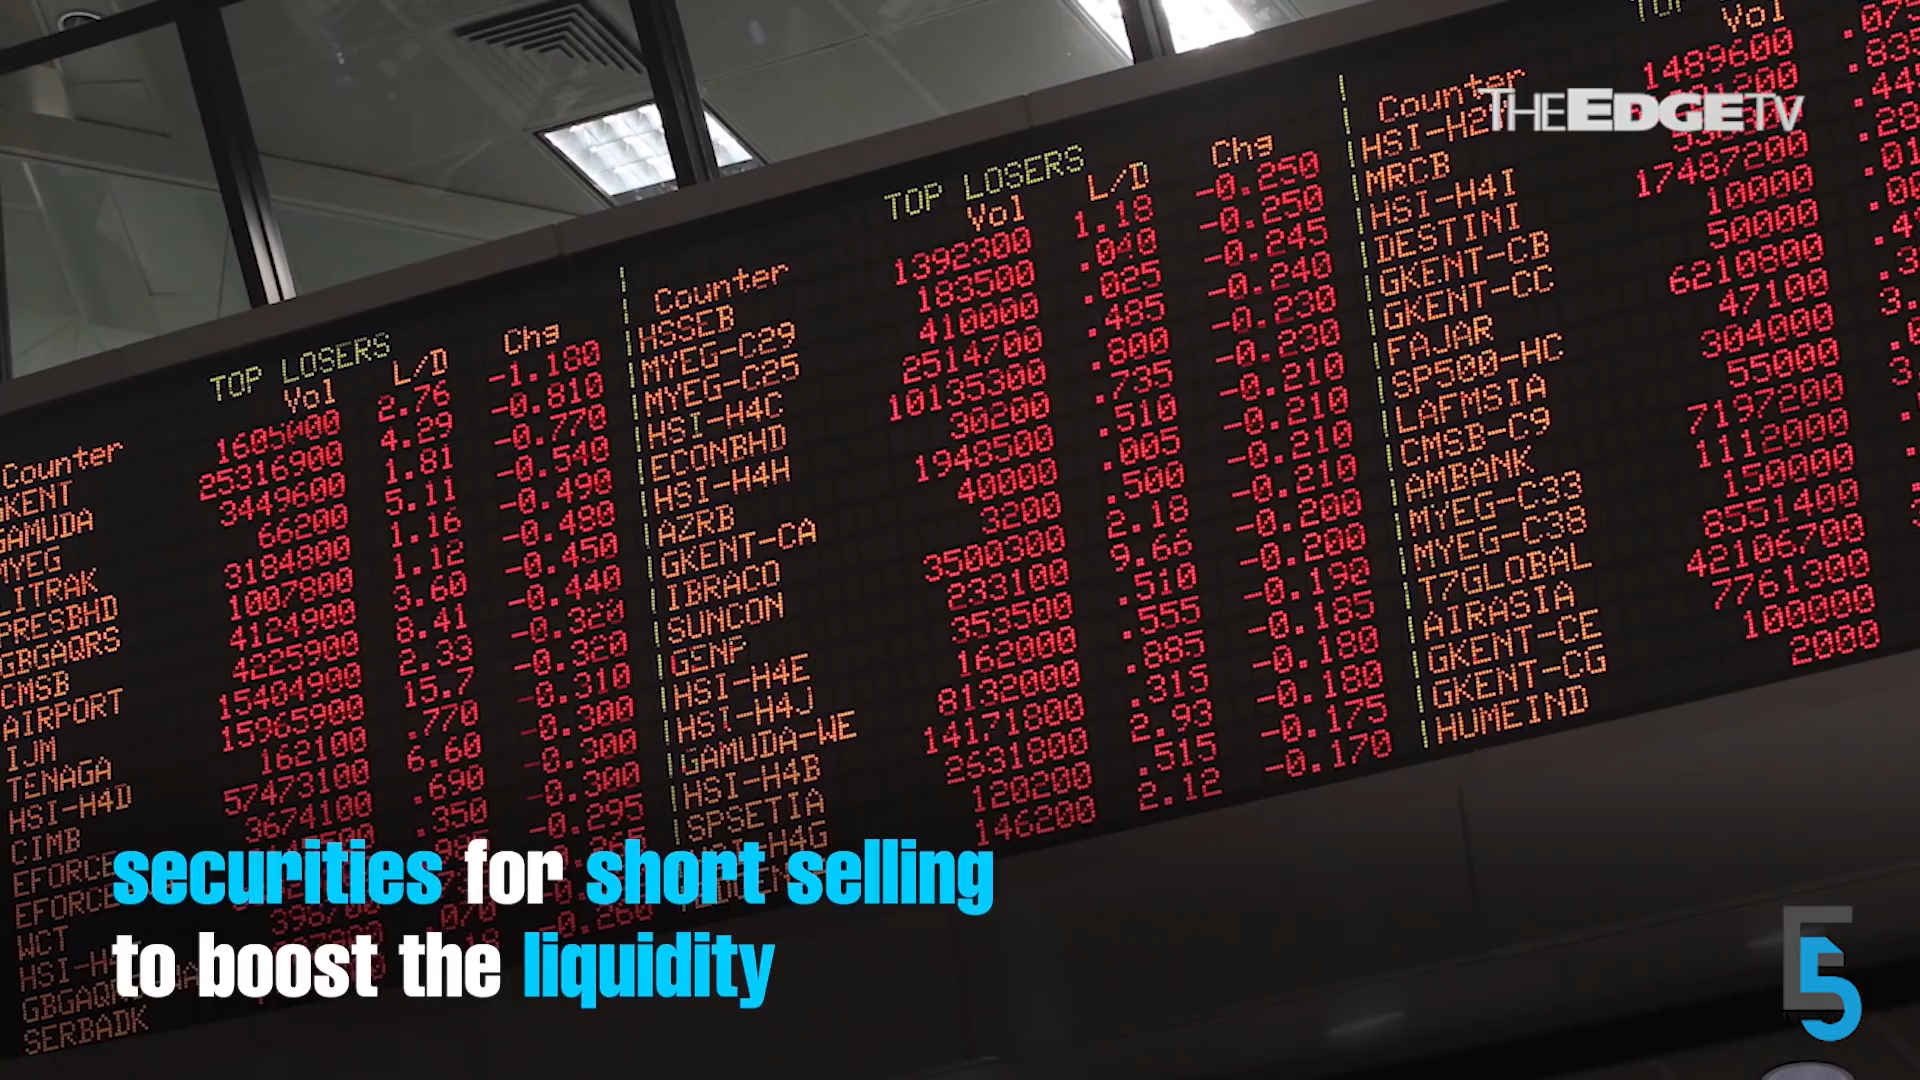 THE EDGE TV
TOP LOSERS
Counter Vol L/D Chg
KENT 2.76 -1.180
GAMUDA 25316900 4.29 -0.810
MYEG 3449600 1.81 -0.770
LITRAK 66200 5.11 -0.540
PRESBHD 3184800 1.16 -0.490
GBGAQRS 1007800 1.12 -0.480
CMSB 4124900 3.60 -0.450
AIRPORT 4225900 8.41 -0.440
IJM 15404900 2.33 -0.320
TENAGA 15965900 15.7 -0.320
HSI-H4D 162100 .770 -0.310
CIMB 57473100 6.60 -0.300
EFORCE 3674100 .690 -0.300
EFORCE .350 -0.300
WCT -0.295
SERBADK
TOP LOSERS
Counter Vol L/D Chg
HSSEB 1392300 1.18 -0.250
MYEG-C29 183500 .040 -0.250
MYEG-C25 410000 .025 -0.245
HSI-H4C 2514700 .485 -0.240
ECONBHD 10135300 .800 -0.230
HSI-H4H 30200 .735 -0.230
AZRB 1948500 .510 -0.210
GKENT-CA 40000 .005 -0.210
IBRACO 3200 .500 -0.210
SUNCON 3500300 2.18 -0.210
GENP 233100 9.66 -0.200
HSI-H4E 353500 .510 -0.200
HSI-H4J 162000 .555 -0.190
GAMUDA-WE 8132000 .885 -0.185
HSI-H4B 14171800 .315 -0.180
SPSETIA 2631800 2.93 -0.180
H4G 120200 .515 -0.175
146200 2.12 -0.170
Counter Vol
1489600
MRCB
HSI-H4I
DESTINI 17487200
GKENT-CB 10000
GKENT-CC 50000
FAJAR 6210800
SP500-HC 47100
LAFMSIA 304000
CMSB-C9 55000
AMBANK 7197200
MYEG-C33 1112000
MYEG-C38 150000
T7GLOBAL 8551400
AIRASIA 42106700
GKENT-CE 7761300
GKENT-CG 100000
HUMEIND 2000
securities for short selling
to boost the liquidity
E5